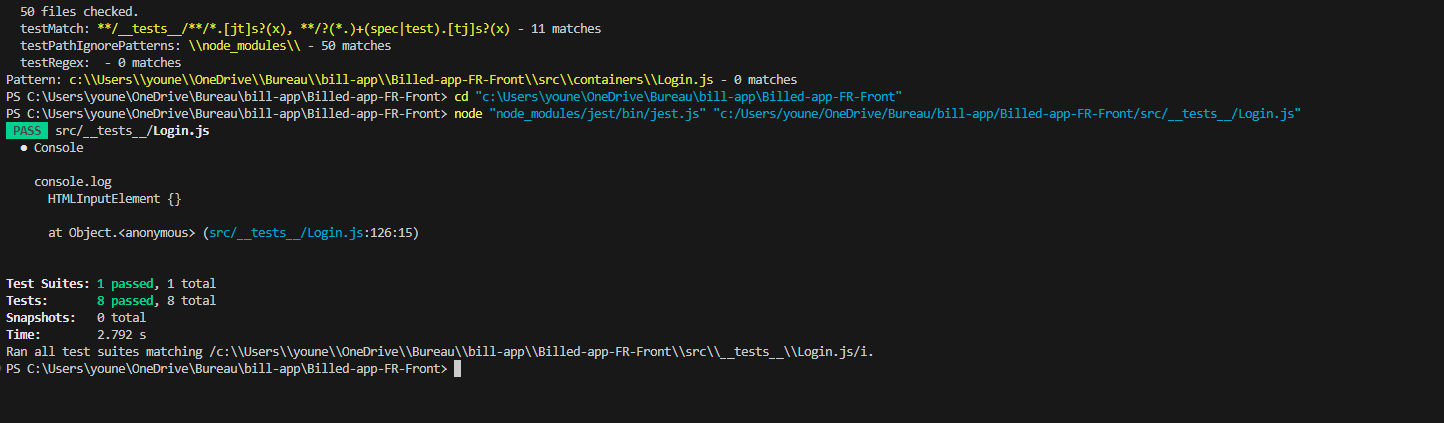 50 files checked.
testMatch: **/__tests__/**/*.[jt]s?(x), **/?(*.)+(spec|test).[tj]s?(x) - 11 matches
testPathIgnorePatterns: \\node_modules\\ - 50 matches
testRegex:  - 0 matches
Pattern: c:\\Users\\youne\\OneDrive\\Bureau\\bill-app\\Billed-app-FR-Front\\src\\containers\\Login.js - 0 matches
PS C:\Users\youne\OneDrive\Bureau\bill-app\Billed-app-FR-Front> cd "c:\Users\youne\OneDrive\Bureau\bill-app\Billed-app-FR-Front"
PS C:\Users\youne\OneDrive\Bureau\bill-app\Billed-app-FR-Front> node "node_modules/jest/bin/jest.js" "c:/Users/youne/OneDrive/Bureau/bill-app/Billed-app-FR-Front/src/__tests__/Login.js"
PASS src/__tests__/Login.js
● Console
console.log
HTMLInputElement {}
at Object.<anonymous> (src/__tests__/Login.js:126:15)
Test Suites: 1 passed, 1 total
Tests:       8 passed, 8 total
Snapshots:   0 total
Time:        2.792 s
Ran all test suites matching /c:\\Users\\youne\\OneDrive\\Bureau\\bill-app\\Billed-app-FR-Front\\src\\__tests__\\Login.js/i.
PS C:\Users\youne\OneDrive\Bureau\bill-app\Billed-app-FR-Front>